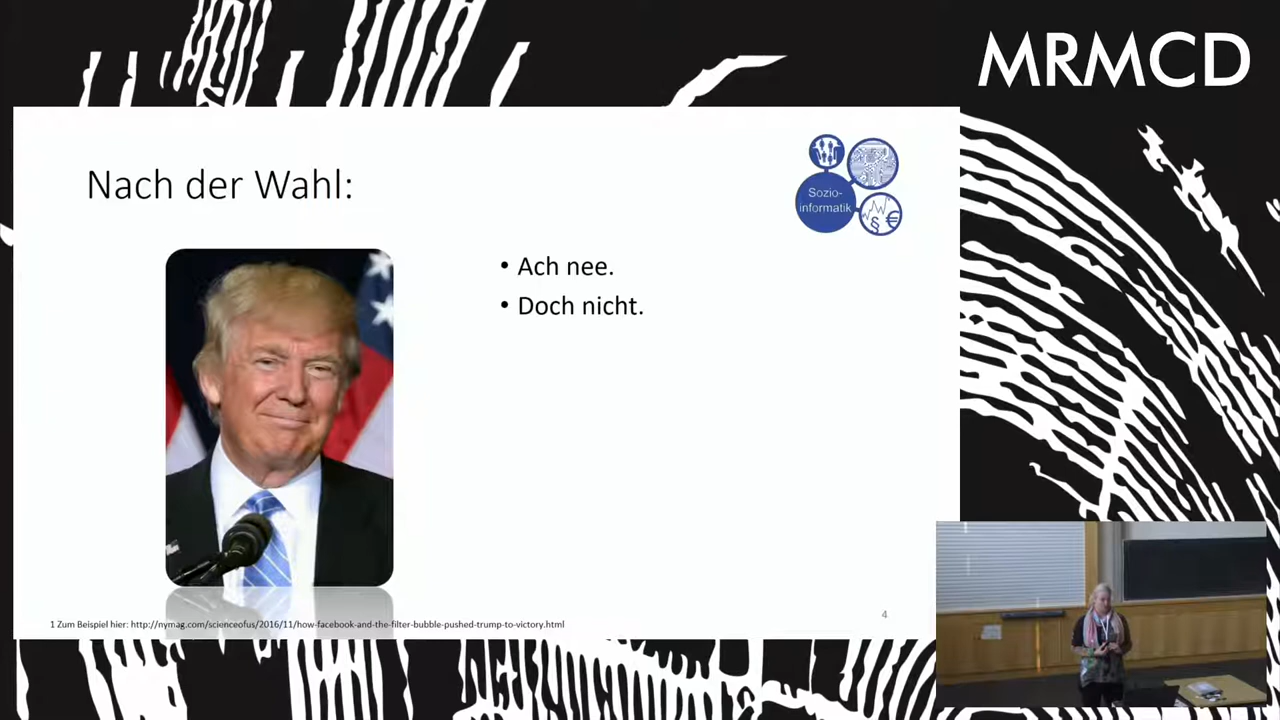 MRMCD
Nach der Wahl:
Sozio-
informatik
§ €
• Ach nee.
• Doch nicht.
1 Zum Beispiel hier: http://nymag.com/scienceofus/2016/11/how-facebook-and-the-filter-bubble-pushed-trump-to-victory.html
4